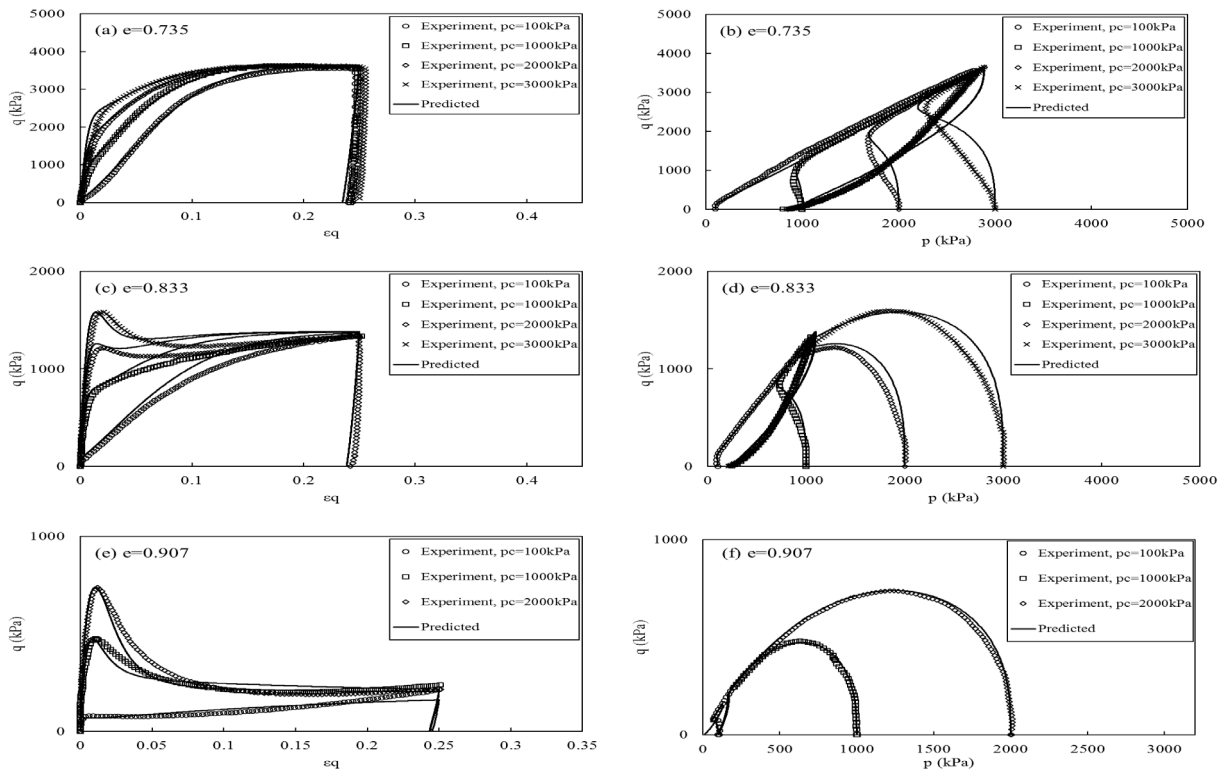 (a) e=0.735
Experiment, pc=100kPa
Experiment, pc=1000kPa
Experiment, pc=2000kPa
Experiment, pc=3000kPa
Predicted
q (kPa)
5000
4000
3000
2000
1000
0
0 0.1 0.2 0.3 0.4
εq
(b) e=0.735
Experiment, pc=100kPa
Experiment, pc=1000kPa
Experiment, pc=2000kPa
Experiment, pc=3000kPa
Predicted
q (kPa)
5000
4000
3000
2000
1000
0
0 1000 2000 3000 4000 5000
p (kPa)
(c) e=0.833
Experiment, pc=100kPa
Experiment, pc=1000kPa
Experiment, pc=2000kPa
Experiment, pc=3000kPa
Predicted
q (kPa)
2000
1000
0
0 0.1 0.2 0.3 0.4
εq
(d) e=0.833
Experiment, pc=100kPa
Experiment, pc=1000kPa
Experiment, pc=2000kPa
Experiment, pc=3000kPa
Predicted
q (kPa)
2000
1000
0
0 1000 2000 3000 4000 5000
p (kPa)
(e) e=0.907
Experiment, pc=100kPa
Experiment, pc=1000kPa
Experiment, pc=2000kPa
Predicted
q (kPa)
1000
0
0 0.05 0.1 0.15 0.2 0.25 0.3 0.35
εq
(f) e=0.907
Experiment, pc=100kPa
Experiment, pc=1000kPa
Experiment, pc=2000kPa
Predicted
q (kPa)
1000
0
0 500 1000 1500 2000 2500 3000
p (kPa)